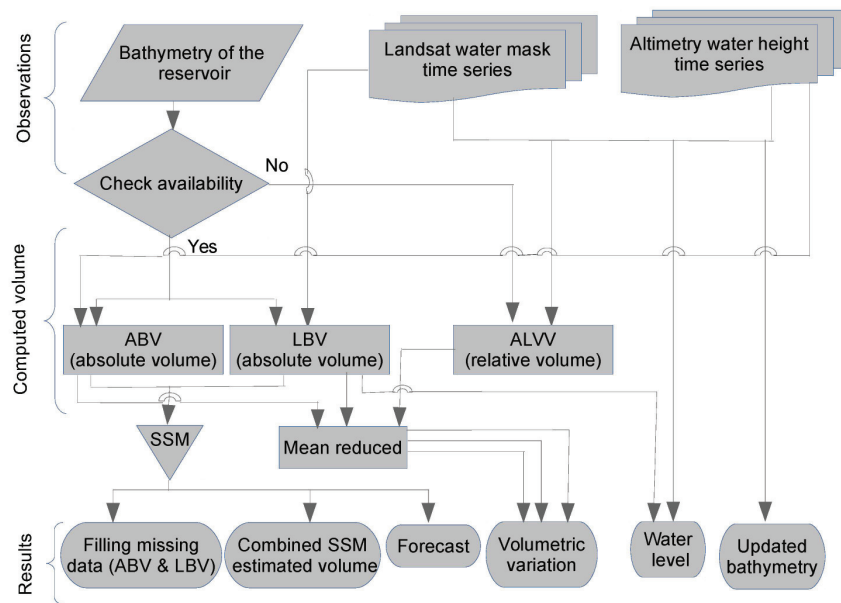 Observations
Bathymetry of the
reservoir
Landsat water mask
time series
Altimetry water height
time series
Check availability
No
Yes
Computed volume
ABV
(absolute volume)
LBV
(absolute volume)
ALVV
(relative volume)
SSM
Mean reduced
Results
Filling missing
data (ABV & LBV)
Combined SSM
estimated volume
Forecast
Volumetric
variation
Water
level
Updated
bathymetry